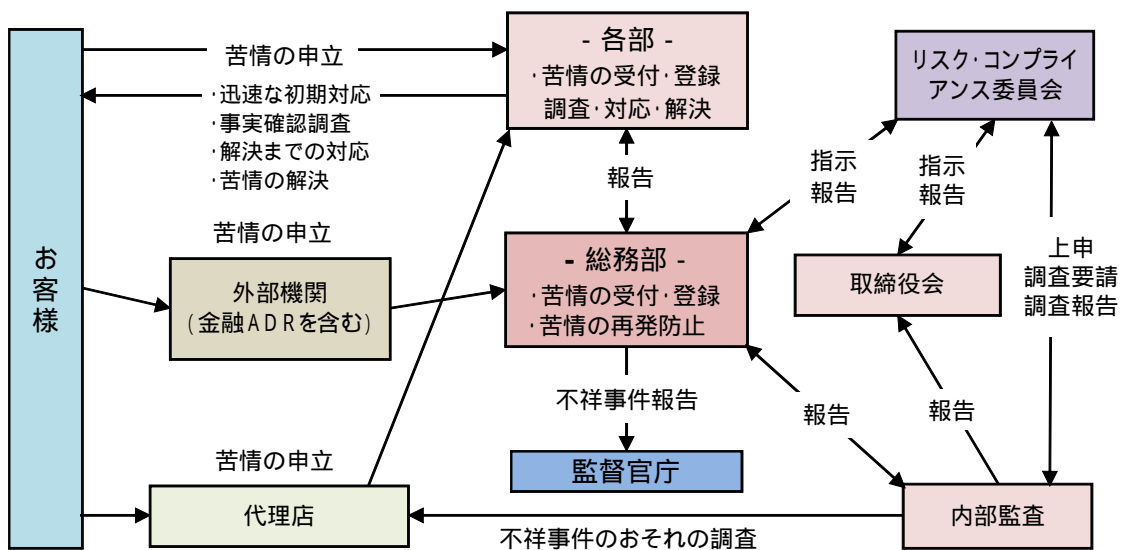 お客様
苦情の申立
·迅速な初期対応
·事実確認調査
·解決までの対応
·苦情の解決
- 各部 -
·苦情の受付·登録
調査·対応·解決
リスク·コンプライ
アンス委員会
報告
指示
報告
指示
報告
上申
調査要請
調査報告
苦情の申立
外部機関
(金融ADRを含む)
- 総務部 -
·苦情の受付·登録
·苦情の再発防止
取締役会
不祥事件報告
報告
報告
監督官庁
苦情の申立
代理店
不祥事件のおそれの調査
内部監査